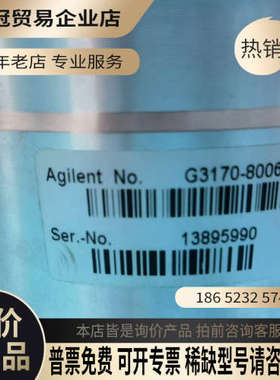 冠贸易企业店
年老店 专业服务
热销
Agilent No. G3170-8006
Ser.-No. 13895990
186 5232 574
价
品
本店皆是询价产品 拍前咨询客服
普票免费 可开专票 稀缺型号请咨